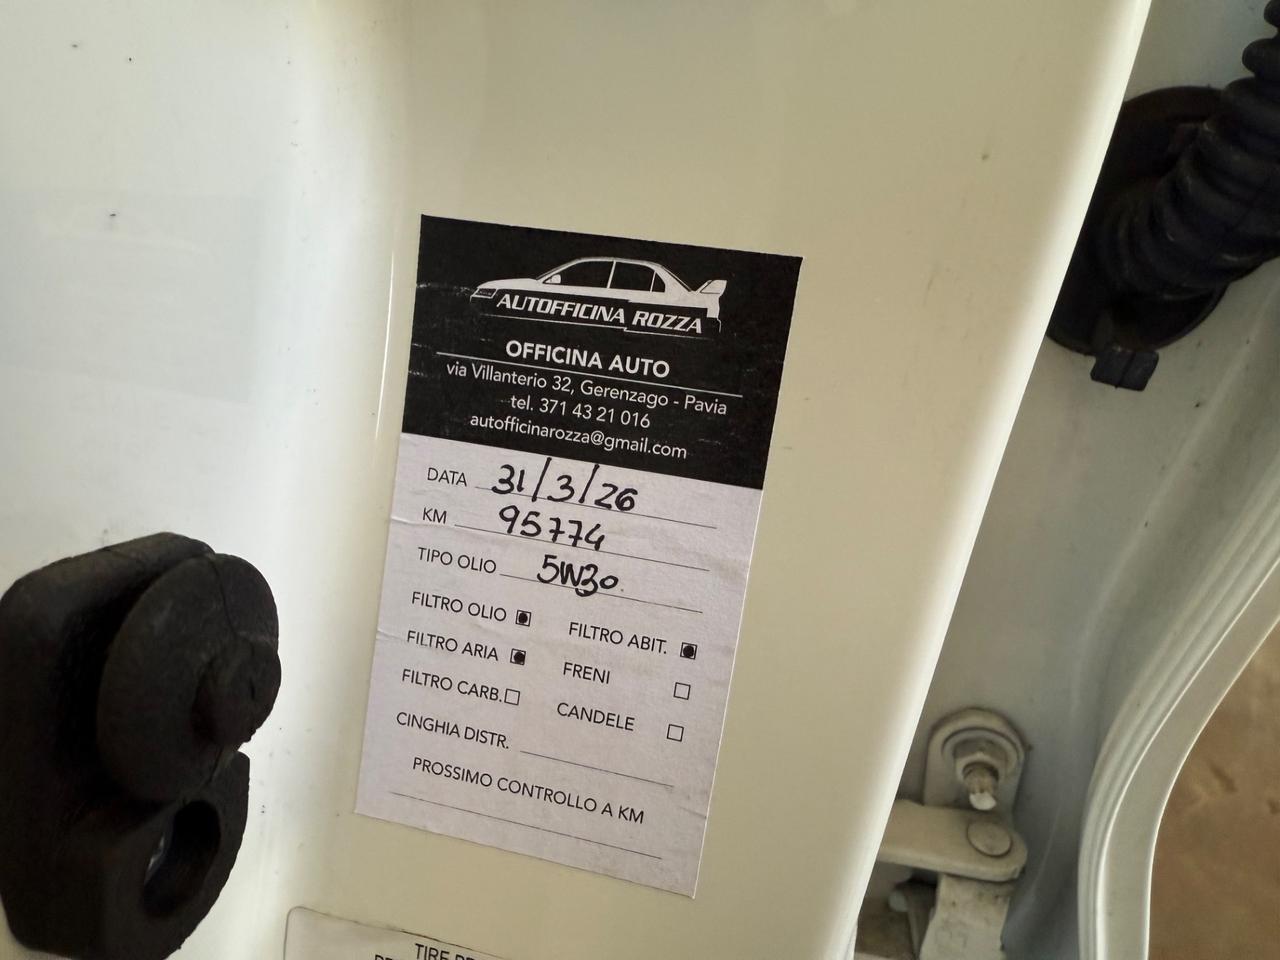 AUTOFFICINA ROZZA
OFFICINA AUTO
via Villanterio 32, Gerenzago - Pavia
tel. 371 43 21 016
autofficinarozza@gmail.com
DATA 31/3/26
KM 95774
TIPO OLIO 5W30
FILTRO OLIO FILTRO ABIT.
FILTRO ARIA FRENI
FILTRO CARB. CANDELE
CINGHIA DISTR.
PROSSIMO CONTROLLO A KM
TIRE